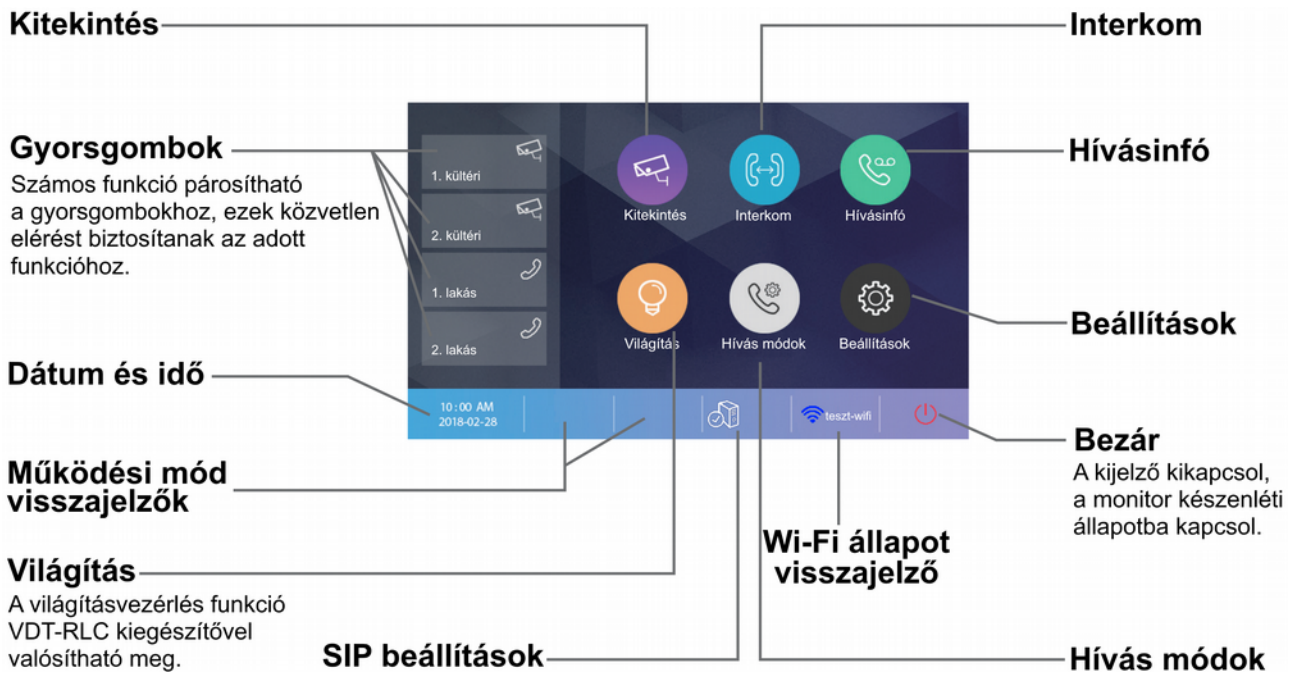 Kitekintés
Interkom
Gyorsgombok
Számos funkció párosítható
a gyorsgombokhoz, ezek közvetlen
elérést biztosítanak az adott
funkcióhoz.
Hívásinfó
1. kültéri
2. kültéri
1. lakás
2. lakás
Kitekintés
Interkom
Hívásinfó
Világítás
Hívás módok
Beállítások
Beállítások
Dátum és idő
10:00 AM
2018-02-28
teszt-wifi
Bezár
A kijelző kikapcsol,
a monitor készenléti
állapotba kapcsol.
Működési mód
visszajelzők
Wi-Fi állapot
visszajelző
Világítás
A világításvezérlés funkció
VDT-RLC kiegészítővel
valósítható meg.
SIP beállítások
Hívás módok